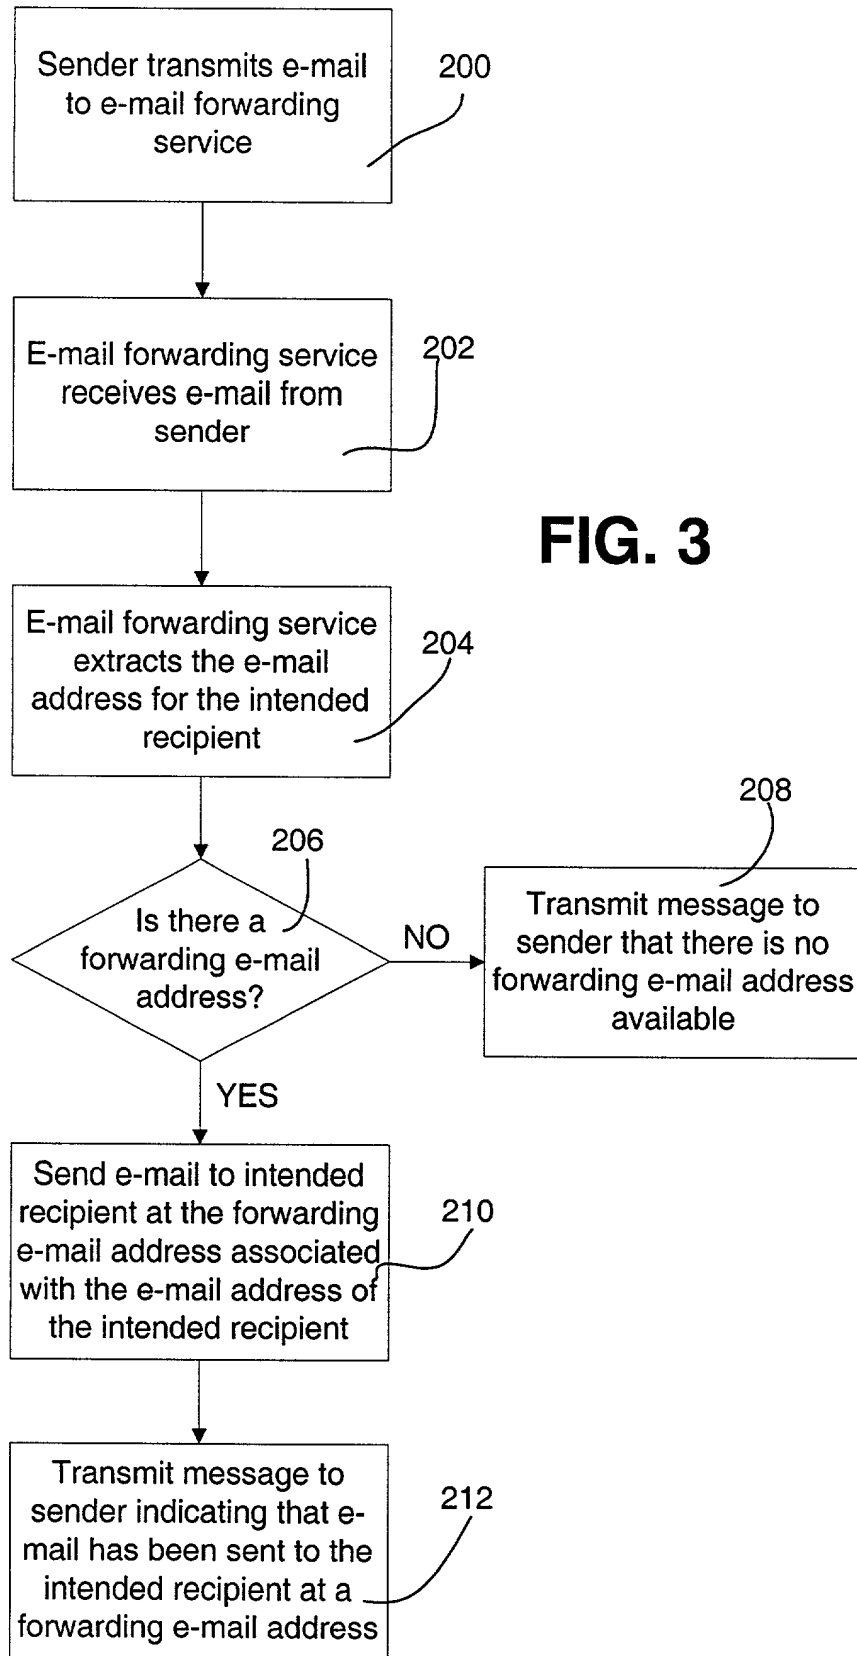 Sender transmits e-mail
to e-mail forwarding
service
200
E-mail forwarding service
receives e-mail from
sender
202
FIG. 3
E-mail forwarding service
extracts the e-mail
address for the intended
recipient
204
206
Is there a
forwarding e-mail
address?
NO
208
Transmit message to
sender that there is no
forwarding e-mail address
available
YES
Send e-mail to intended
recipient at the forwarding
e-mail address associated
with the e-mail address of
the intended recipient
210
Transmit message to
sender indicating that e-
mail has been sent to the
intended recipient at a
forwarding e-mail address
212